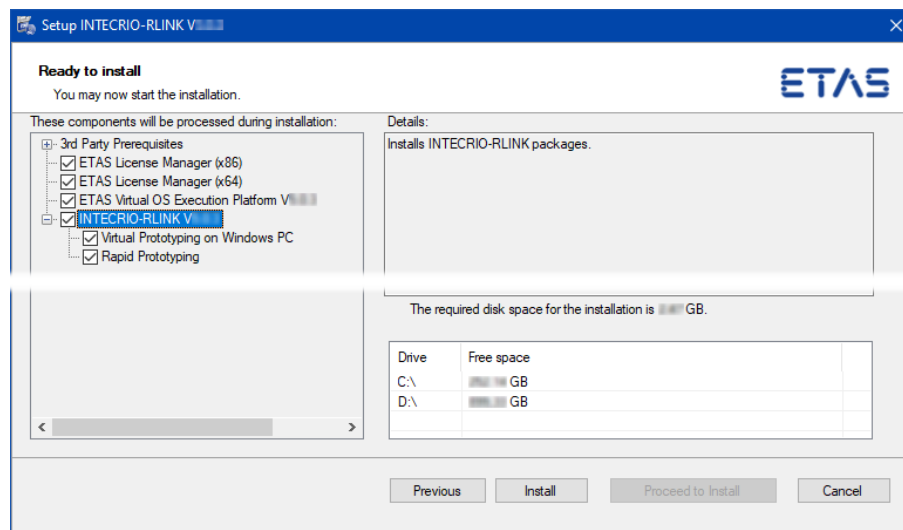 Setup INTECRIO-RLINK V
Ready to install
You may now start the installation.
ETAS
These components will be processed during installation:
3rd Party Prerequisites
ETAS License Manager (x86)
ETAS License Manager (x64)
ETAS Virtual OS Execution Platform V
INTECRIO-RLINK V
Virtual Prototyping on Windows PC
Rapid Prototyping
Details:
Installs INTECRIO-RLINK packages.
The required disk space for the installation is GB.
Drive Free space
C:\ GB
D:\ GB
Previous Install Proceed to Install Cancel